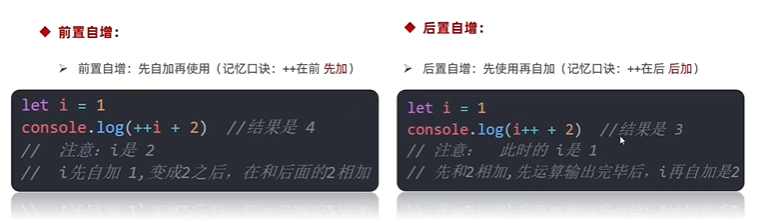 ◆ 前置自增：
➢ 前置自增：先自加再使用（记忆口诀：++在前 先加）
let i = 1
console.log(++i + 2)  //结果是 4
//  注意：i是 2
//  i先自加 1,变成2之后，在和后面的2相加
◆ 后置自增：
➢ 后置自增：先使用再自加（记忆口诀：++在后 后加）
let i = 1
console.log(i++ + 2)  //结果是 3
// 注意：  此时的 i是 1
// 先和2相加,先运算输出完毕后，i再自加是2